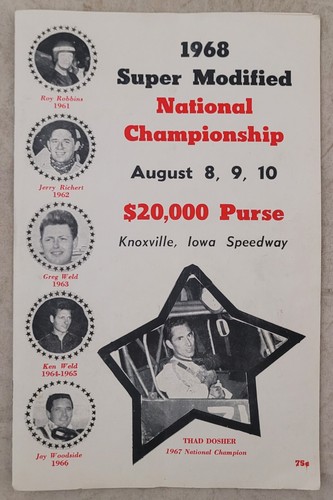 1968
Super Modified
National
Championship
August 8, 9, 10
$20,000 Purse
Knoxville, Iowa Speedway
Roy Robbins
1961
Jerry Richert
1962
Greg Weld
1963
Ken Weld
1964-1965
Jay Woodside
1966
THAD DOSHER
1967 National Champion
75¢